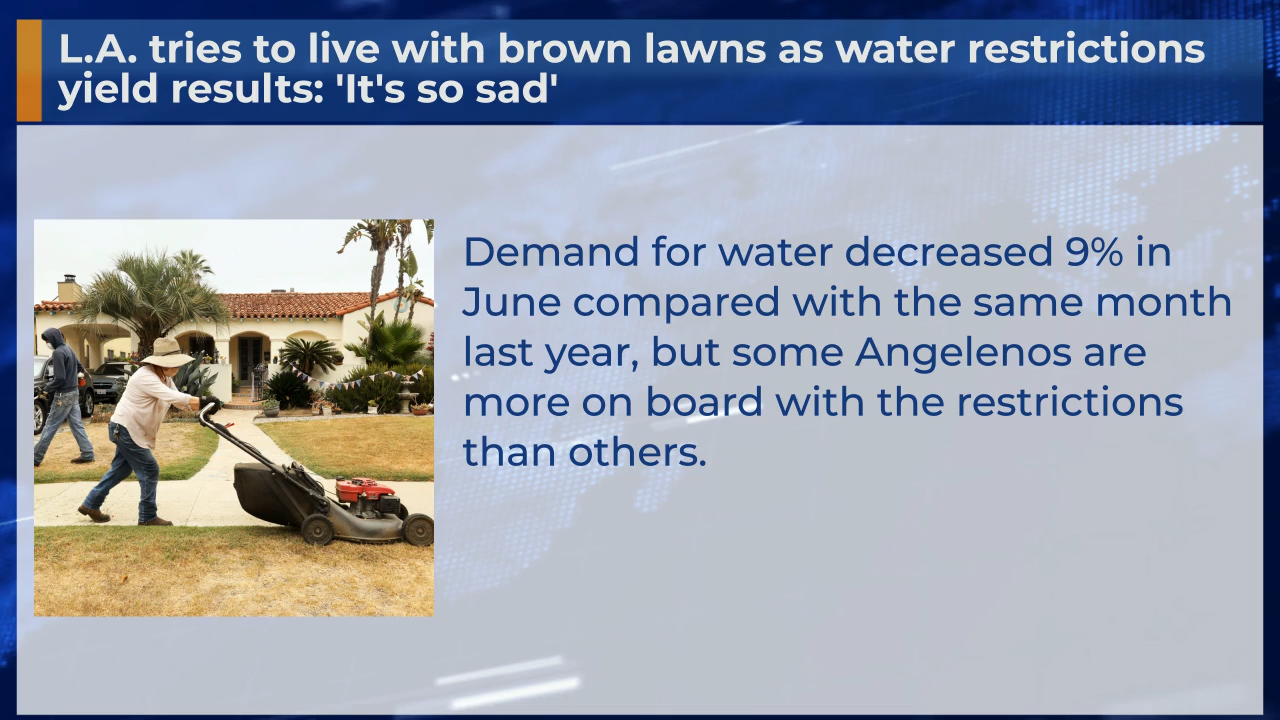 L.A. tries to live with brown lawns as water restrictions
yield results: 'It's so sad'
Demand for water decreased 9% in
June compared with the same month
last year, but some Angelenos are
more on board with the restrictions
than others.